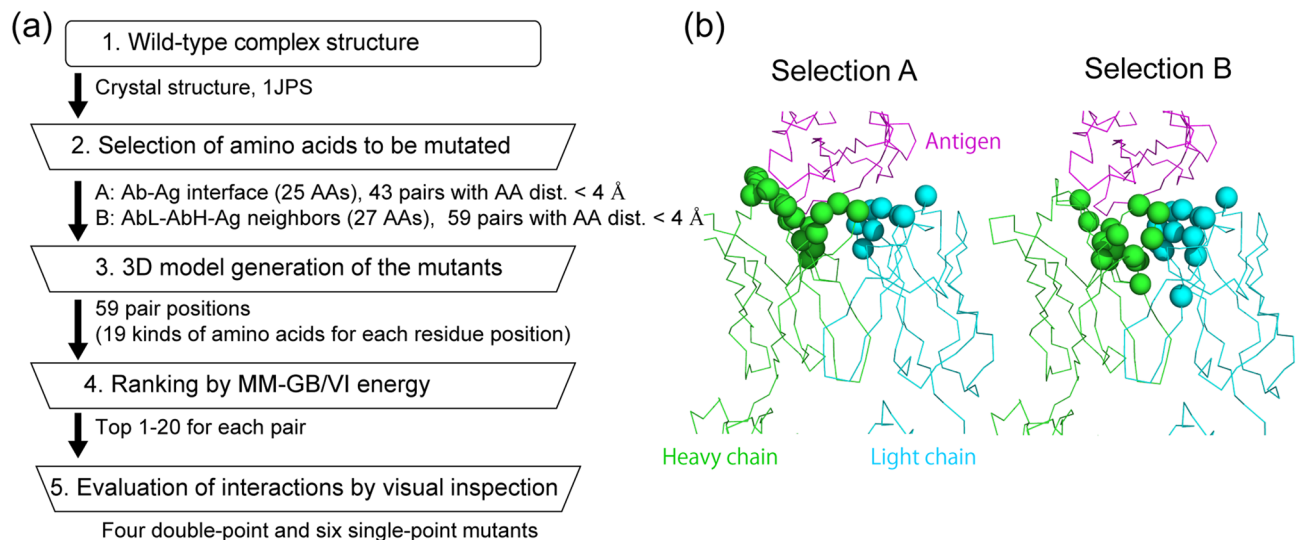 (a)
1. Wild-type complex structure
Crystal structure, 1JPS
2. Selection of amino acids to be mutated
A: Ab-Ag interface (25 AAs), 43 pairs with AA dist. < 4 Å
B: AbL-AbH-Ag neighbors (27 AAs), 59 pairs with AA dist. < 4 Å
3. 3D model generation of the mutants
59 pair positions
(19 kinds of amino acids for each residue position)
4. Ranking by MM-GB/VI energy
Top 1-20 for each pair
5. Evaluation of interactions by visual inspection
Four double-point and six single-point mutants
(b)
Selection A
Selection B
Antigen
Heavy chain
Light chain